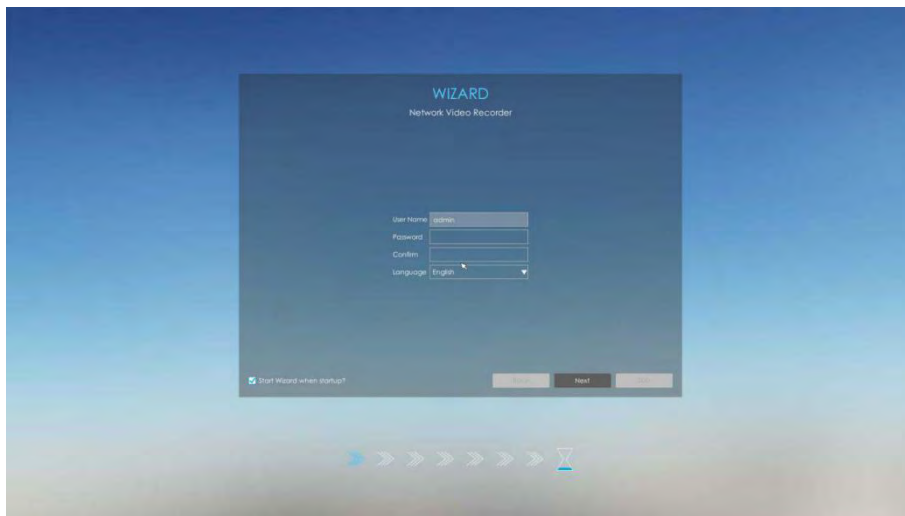 WIZARD
Network Video Recorder
User Name admin
Password
Confirm
Language English
Start Wizard when startup?
Next